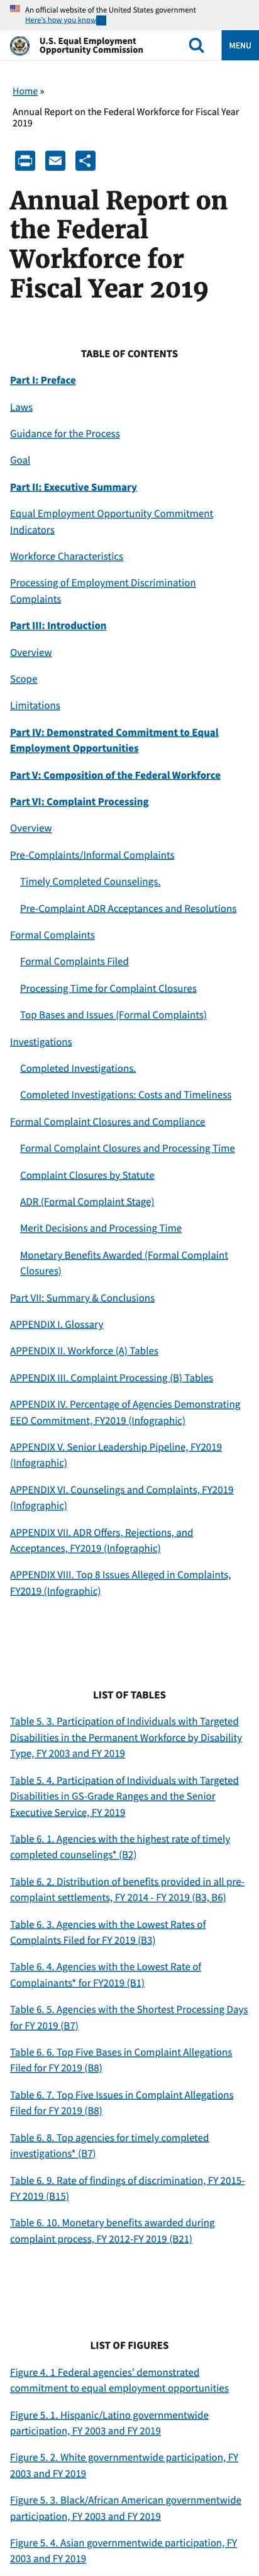 An official website of the United States government
Here's how you know
U.S. Equal Employment
Opportunity Commission
MENU
Home »
Annual Report on the Federal Workforce for Fiscal Year
2019
Annual Report on
the Federal
Workforce for
Fiscal Year 2019
TABLE OF CONTENTS
Part I: Preface
Laws
Guidance for the Process
Goal
Part II: Executive Summary
Equal Employment Opportunity Commitment
Indicators
Workforce Characteristics
Processing of Employment Discrimination
Complaints
Part III: Introduction
Overview
Scope
Limitations
Part IV: Demonstrated Commitment to Equal
Employment Opportunities
Part V: Composition of the Federal Workforce
Part VI: Complaint Processing
Overview
Pre-Complaints/Informal Complaints
Timely Completed Counselings.
Pre-Complaint ADR Acceptances and Resolutions
Formal Complaints
Formal Complaints Filed
Processing Time for Complaint Closures
Top Bases and Issues (Formal Complaints)
Investigations
Completed Investigations.
Completed Investigations: Costs and Timeliness
Formal Complaint Closures and Compliance
Formal Complaint Closures and Processing Time
Complaint Closures by Statute
ADR (Formal Complaint Stage)
Merit Decisions and Processing Time
Monetary Benefits Awarded (Formal Complaint
Closures)
Part VII: Summary & Conclusions
APPENDIX I. Glossary
APPENDIX II. Workforce (A) Tables
APPENDIX III. Complaint Processing (B) Tables
APPENDIX IV. Percentage of Agencies Demonstrating
EEO Commitment, FY2019 (Infographic)
APPENDIX V. Senior Leadership Pipeline, FY2019
(Infographic)
APPENDIX VI. Counselings and Complaints, FY2019
(Infographic)
APPENDIX VII. ADR Offers, Rejections, and
Acceptances, FY2019 (Infographic)
APPENDIX VIII. Top 8 Issues Alleged in Complaints,
FY2019 (Infographic)
LIST OF TABLES
Table 5. 3. Participation of Individuals with Targeted
Disabilities in the Permanent Workforce by Disability
Type, FY 2003 and FY 2019
Table 5. 4. Participation of Individuals with Targeted
Disabilities in GS-Grade Ranges and the Senior
Executive Service, FY 2019
Table 6. 1. Agencies with the highest rate of timely
completed counselings* (B2)
Table 6. 2. Distribution of benefits provided in all pre-
complaint settlements, FY 2014 - FY 2019 (B3, B6)
Table 6. 3. Agencies with the Lowest Rates of
Complaints Filed for FY 2019 (B3)
Table 6. 4. Agencies with the Lowest Rate of
Complainants* for FY2019 (B1)
Table 6. 5. Agencies with the Shortest Processing Days
for FY 2019 (B7)
Table 6. 6. Top Five Bases in Complaint Allegations
Filed for FY 2019 (B8)
Table 6. 7. Top Five Issues in Complaint Allegations
Filed for FY 2019 (B8)
Table 6. 8. Top agencies for timely completed
investigations* (B7)
Table 6. 9. Rate of findings of discrimination, FY 2015-
FY 2019 (B15)
Table 6. 10. Monetary benefits awarded during
complaint process, FY 2012-FY 2019 (B21)
LIST OF FIGURES
Figure 4. 1 Federal agencies' demonstrated
commitment to equal employment opportunities
Figure 5. 1. Hispanic/Latino governmentwide
participation, FY 2003 and FY 2019
Figure 5. 2. White governmentwide participation, FY
2003 and FY 2019
Figure 5. 3. Black/African American governmentwide
participation, FY 2003 and FY 2019
Figure 5. 4. Asian governmentwide participation, FY
2003 and FY 2019